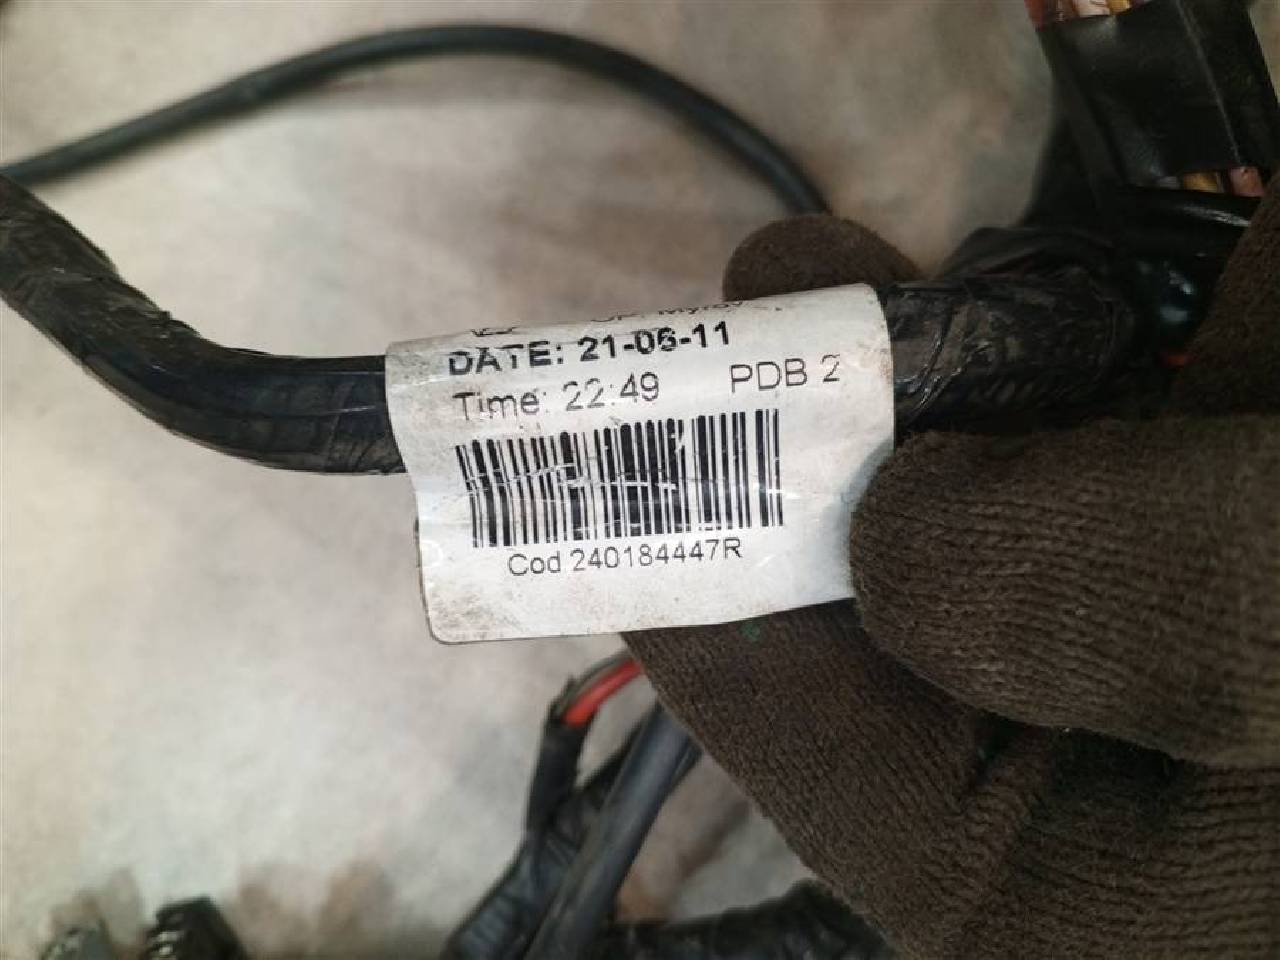 DATE: 21-06-11
Time: 22:49 PDB 2
Cod 240184447R